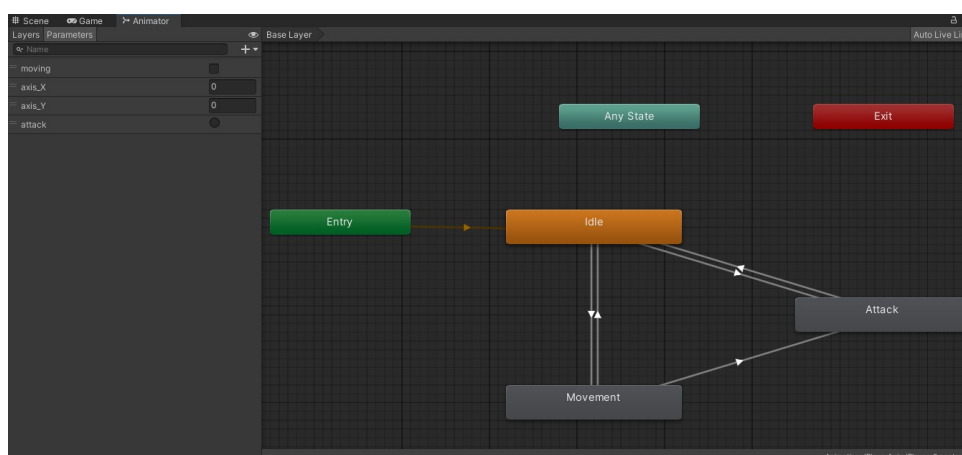 Scene Game Animator
Layers Parameters Base Layer Auto Live Li
Name
moving
axis_X 0
axis_Y 0
attack
Any State Exit
Entry Idle
Attack
Movement